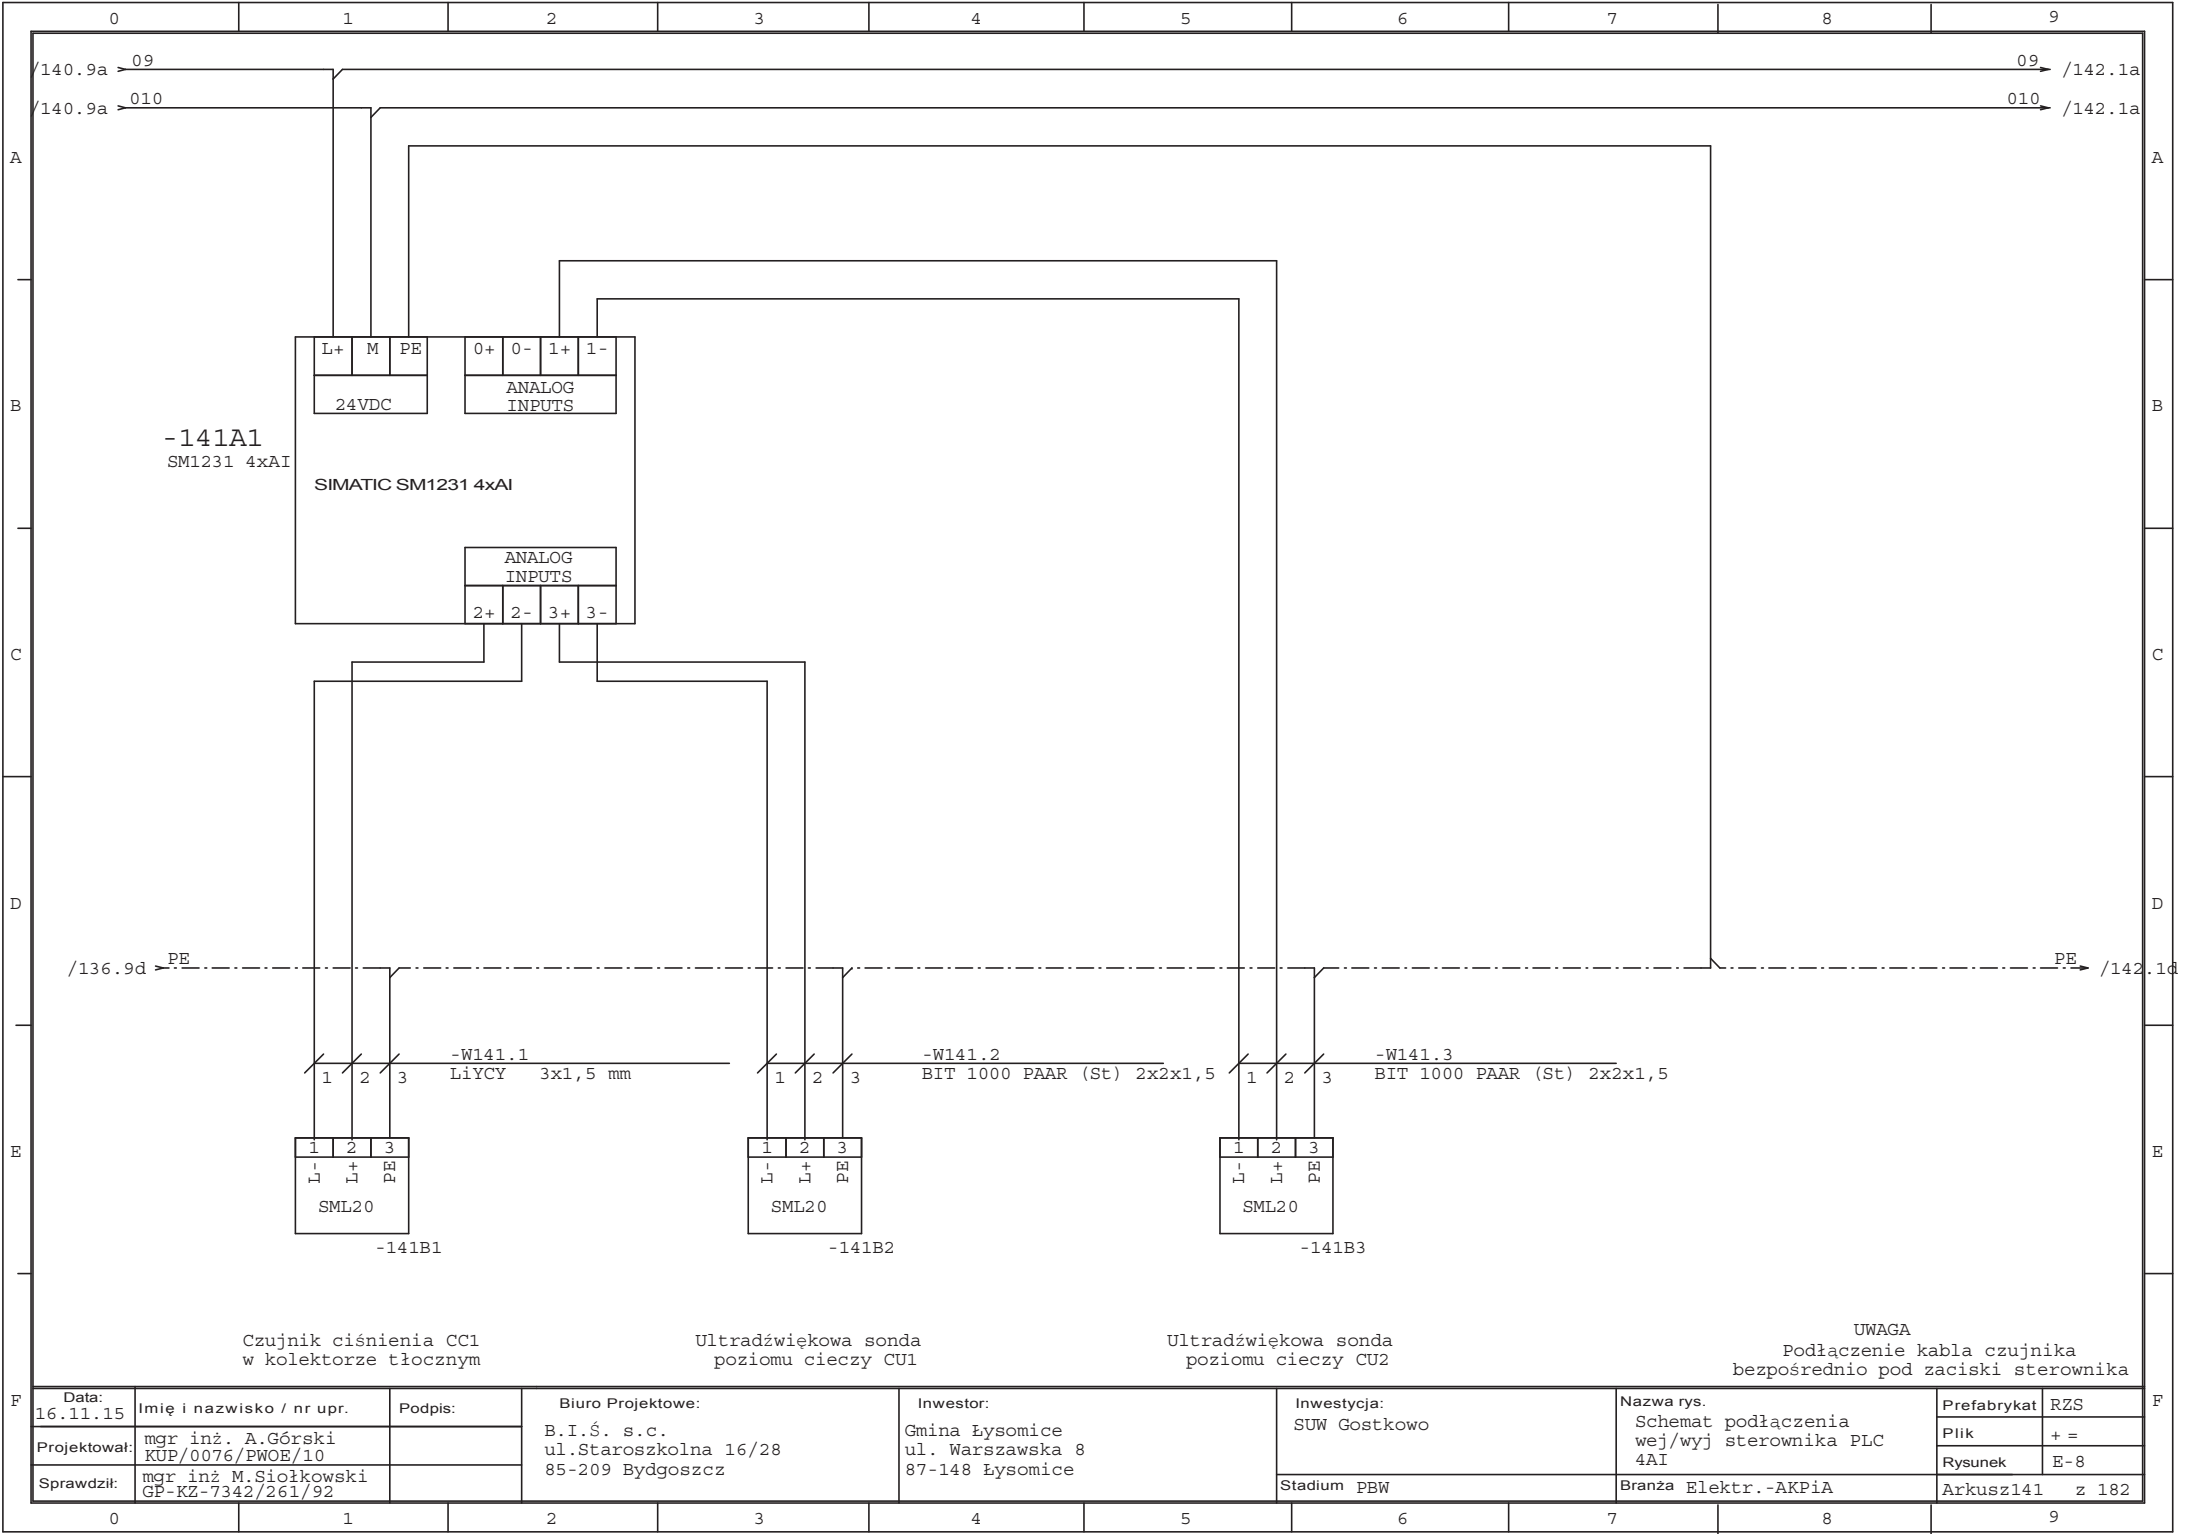 0 1 2 3 4 5 6 7 8 9
/140.9a 09 09 /142.1a
/140.9a 010 010 /142.1a
A A
L+ M PE 0+ 0- 1+ 1-
24VDC
ANALOG
INPUTS
B B
-141A1
SM1231 4xAI
SIMATIC SM1231 4xAI
ANALOG
INPUTS
2+ 2- 3+ 3-
C C
D D
/136.9d PE PE /142.1d
-W141.1
1 2 3 LiYCY 3x1,5 mm
-W141.2
1 2 3 BIT 1000 PAAR (St) 2x2x1,5
-W141.3
1 2 3 BIT 1000 PAAR (St) 2x2x1,5
E E
1 2 3
L- L+ PE
SML20
-141B1
1 2 3
L- L+ PE
SML20
-141B2
1 2 3
L- L+ PE
SML20
-141B3
Czujnik ciśnienia CC1
w kolektorze tłocznym
Ultradźwiękowa sonda
poziomu cieczy CU1
Ultradźwiękowa sonda
poziomu cieczy CU2
UWAGA
Podłączenie kabla czujnika
bezpośrednio pod zaciski sterownika
F F
Data:
16.11.15
Imię i nazwisko / nr upr.
Podpis:
Projektował:
mgr inż. A.Górski
KUP/0076/PWOE/10
Sprawdził:
mgr inż M.Siołkowski
GP-KZ-7342/261/92
Biuro Projektowe:
B.I.Ś. s.c.
ul.Staroszkolna 16/28
85-209 Bydgoszcz
Inwestor:
Gmina Łysomice
ul. Warszawska 8
87-148 Łysomice
Inwestycja:
SUW Gostkowo
Stadium PBW
Nazwa rys.
Schemat podłączenia
wej/wyj sterownika PLC
4AI
Branża Elektr.-AKPiA
Prefabrykat RZS
Plik + =
Rysunek E-8
Arkusz141 z 182
0 1 2 3 4 5 6 7 8 9